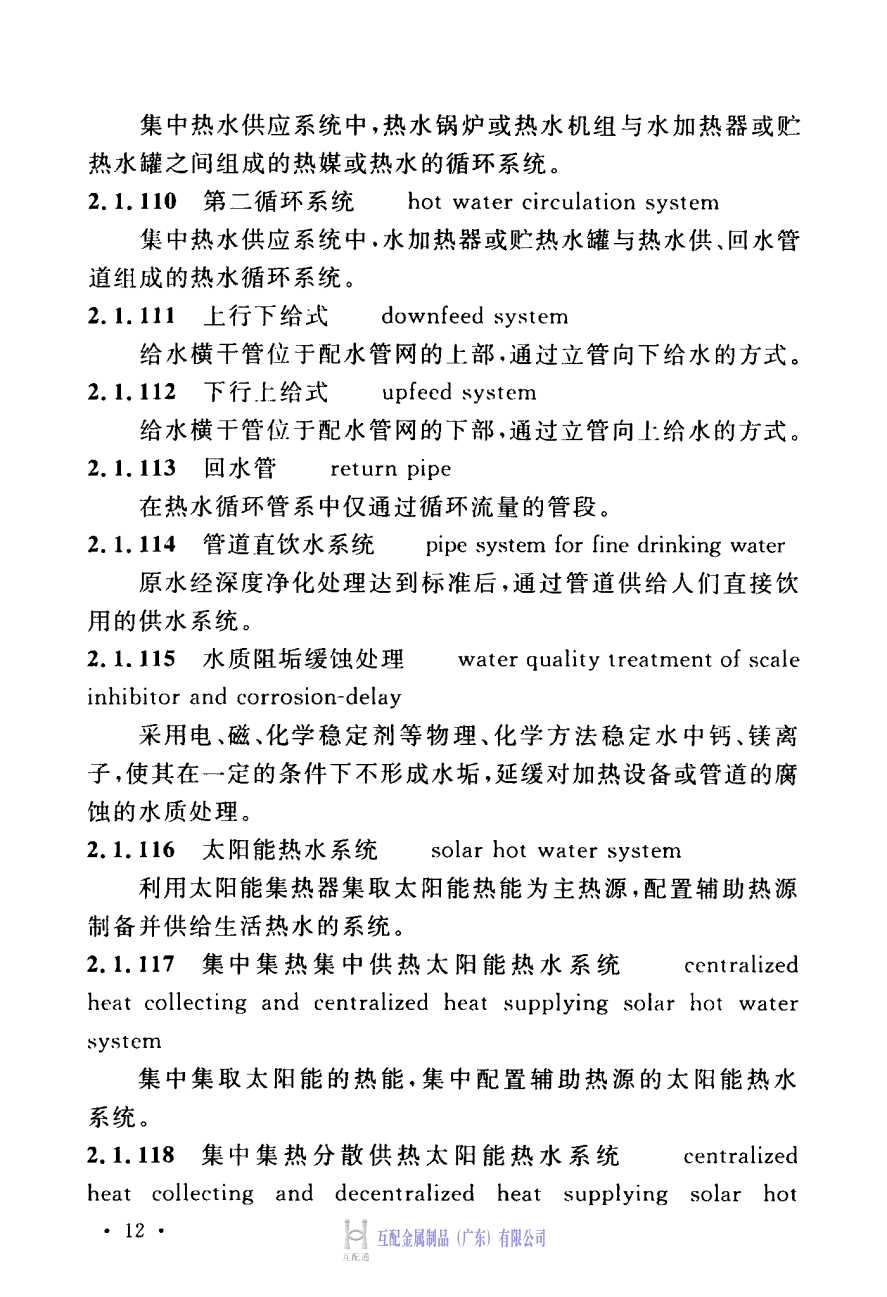 集中热水供应系统中,热水锅炉或热水机组与水加热器或贮
热水罐之间组成的热媒或热水的循环系统。
2.1.110 第二循环系统 hot water circulation system
集中热水供应系统中,水加热器或贮热水罐与热水供、回水管
道组成的热水循环系统。
2.1.111 上行下给式 downfeed system
给水横干管位于配水管网的上部,通过立管向下给水的方式。
2.1.112 下行上给式 upfeed system
给水横干管位于配水管网的下部,通过立管向上给水的方式。
2.1.113 回水管 return pipe
在热水循环管系中仅通过循环流量的管段。
2.1.114 管道直饮水系统 pipe system for fine drinking water
原水经深度净化处理达到标准后,通过管道供给人们直接饮
用的供水系统。
2.1.115 水质阻垢缓蚀处理 water quality treatment of scale
inhibitor and corrosion-delay
采用电、磁、化学稳定剂等物理、化学方法稳定水中钙、镁离
子,使其在一定的条件下不形成水垢,延缓对加热设备或管道的腐
蚀的水质处理。
2.1.116 太阳能热水系统 solar hot water system
利用太阳能集热器集取太阳能热能为主热源,配置辅助热源
制备并供给生活热水的系统。
2.1.117 集中集热集中供热太阳能热水系统 centralized
heat collecting and centralized heat supplying solar hot water
system
集中集取太阳能的热能,集中配置辅助热源的太阳能热水
系统。
2.1.118 集中集热分散供热太阳能热水系统 centralized
heat collecting and decentralized heat supplying solar hot
• 12 •
互配金属制品(广东)有限公司
互配通